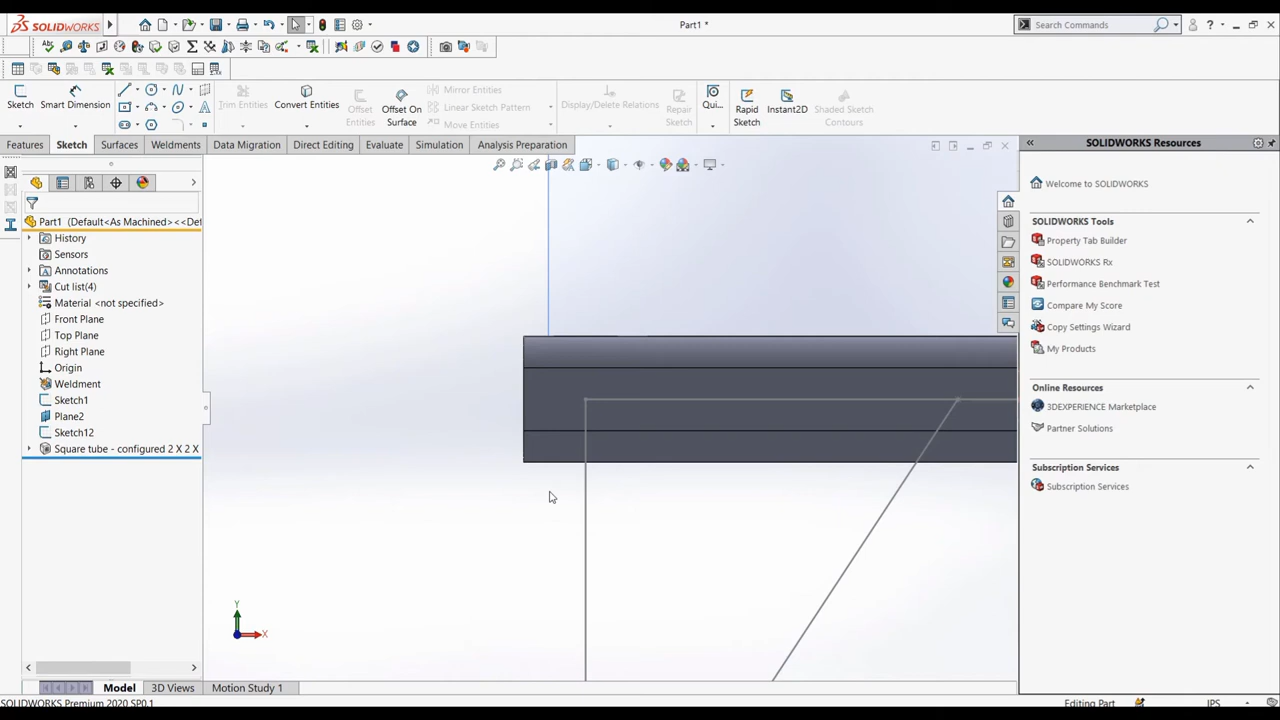 SOLIDWORKS
Part1 *
Search Commands
Sketch
Smart Dimension
Trim Entities
Convert Entities
Offset Entities
Offset On Surface
Mirror Entities
Linear Sketch Pattern
Move Entities
Display/Delete Relations
Repair Sketch
Qui...
Rapid Sketch
Instant2D
Shaded Sketch Contours
Features
Sketch
Surfaces
Weldments
Data Migration
Direct Editing
Evaluate
Simulation
Analysis Preparation
SOLIDWORKS Resources
Part1 (Default<As Machined><<Def
History
Sensors
Annotations
Cut list(4)
Material <not specified>
Front Plane
Top Plane
Right Plane
Origin
Weldment
Sketch1
Plane2
Sketch12
Square tube - configured 2 X 2 X
Y
X
Welcome to SOLIDWORKS
SOLIDWORKS Tools
Property Tab Builder
SOLIDWORKS Rx
Performance Benchmark Test
Compare My Score
Copy Settings Wizard
My Products
Online Resources
3DEXPERIENCE Marketplace
Partner Solutions
Subscription Services
Subscription Services
Model
3D Views
Motion Study 1
SOLIDWORKS Premium 2020 SP0.1
Editing Part
IPS